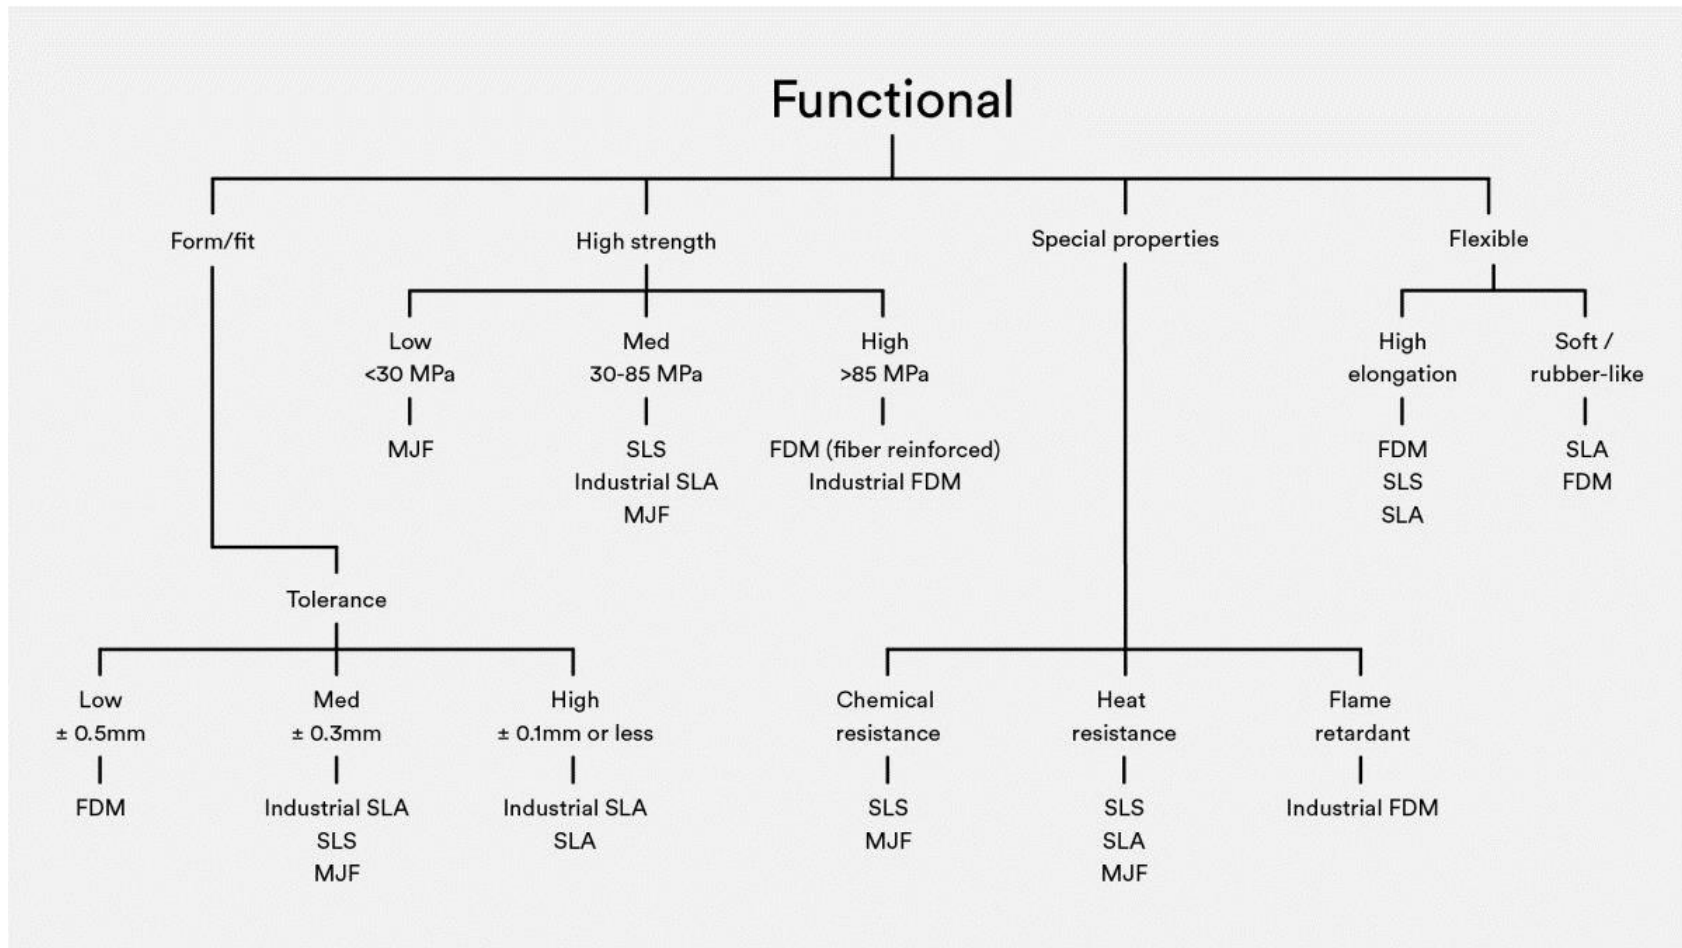 Functional
Form/fit
High strength
Special properties
Flexible
Low
<30 MPa
MJF
Med
30-85 MPa
SLS
Industrial SLA
MJF
High
>85 MPa
FDM (fiber reinforced)
Industrial FDM
High
elongation
FDM
SLS
SLA
Soft /
rubber-like
SLA
FDM
Tolerance
Low
± 0.5mm
FDM
Med
± 0.3mm
Industrial SLA
SLS
MJF
High
± 0.1mm or less
Industrial SLA
SLA
Chemical
resistance
SLS
MJF
Heat
resistance
SLS
SLA
MJF
Flame
retardant
Industrial FDM